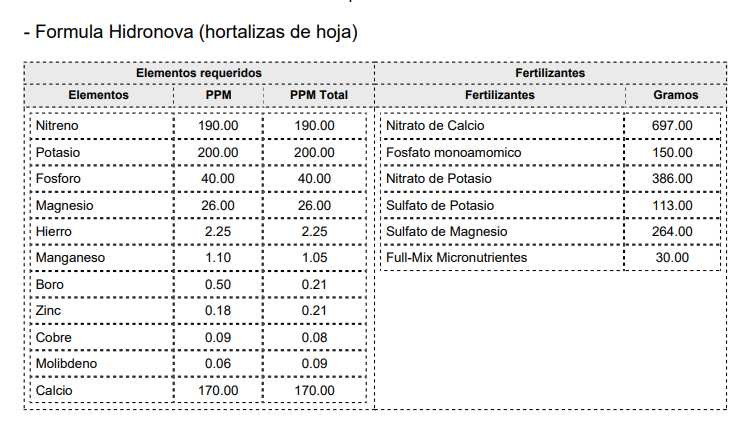 - Formula Hidronova (hortalizas de hoja)
Elementos requeridos Fertilizantes
Elementos PPM PPM Total Fertilizantes Gramos
Nitreno 190.00 190.00 Nitrato de Calcio 697.00
Potasio 200.00 200.00 Fosfato monoamomico 150.00
Fosforo 40.00 40.00 Nitrato de Potasio 386.00
Magnesio 26.00 26.00 Sulfato de Potasio 113.00
Hierro 2.25 2.25 Sulfato de Magnesio 264.00
Manganeso 1.10 1.05 Full-Mix Micronutrientes 30.00
Boro 0.50 0.21
Zinc 0.18 0.21
Cobre 0.09 0.08
Molibdeno 0.06 0.09
Calcio 170.00 170.00